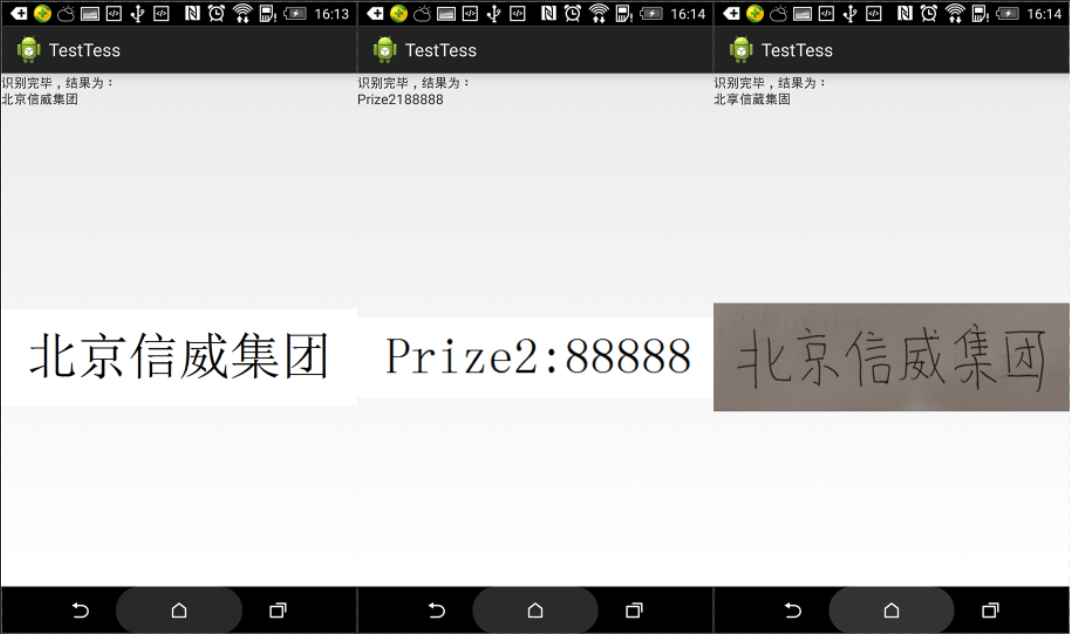 16:13
TestTess
识别完毕，结果为：
北京信威集团
北京信威集团
16:14
TestTess
识别完毕，结果为：
Prize2188888
Prize2:88888
16:14
TestTess
识别完毕，结果为：
北享信葳集固
北京信威集团